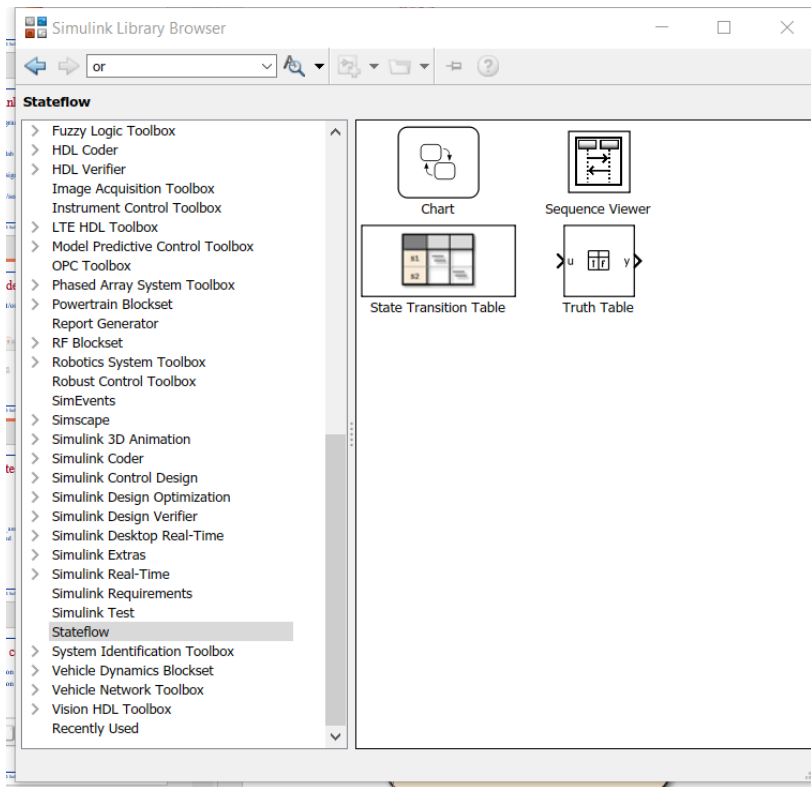 Simulink Library Browser
or
Stateflow
Fuzzy Logic Toolbox
HDL Coder
HDL Verifier
Image Acquisition Toolbox
Instrument Control Toolbox
LTE HDL Toolbox
Model Predictive Control Toolbox
OPC Toolbox
Phased Array System Toolbox
Powertrain Blockset
Report Generator
RF Blockset
Robotics System Toolbox
Robust Control Toolbox
SimEvents
Simscape
Simulink 3D Animation
Simulink Coder
Simulink Control Design
Simulink Design Optimization
Simulink Design Verifier
Simulink Desktop Real-Time
Simulink Extras
Simulink Real-Time
Simulink Requirements
Simulink Test
Stateflow
System Identification Toolbox
Vehicle Dynamics Blockset
Vehicle Network Toolbox
Vision HDL Toolbox
Recently Used
Chart
Sequence Viewer
s1
s2
State Transition Table
u T f y
Truth Table